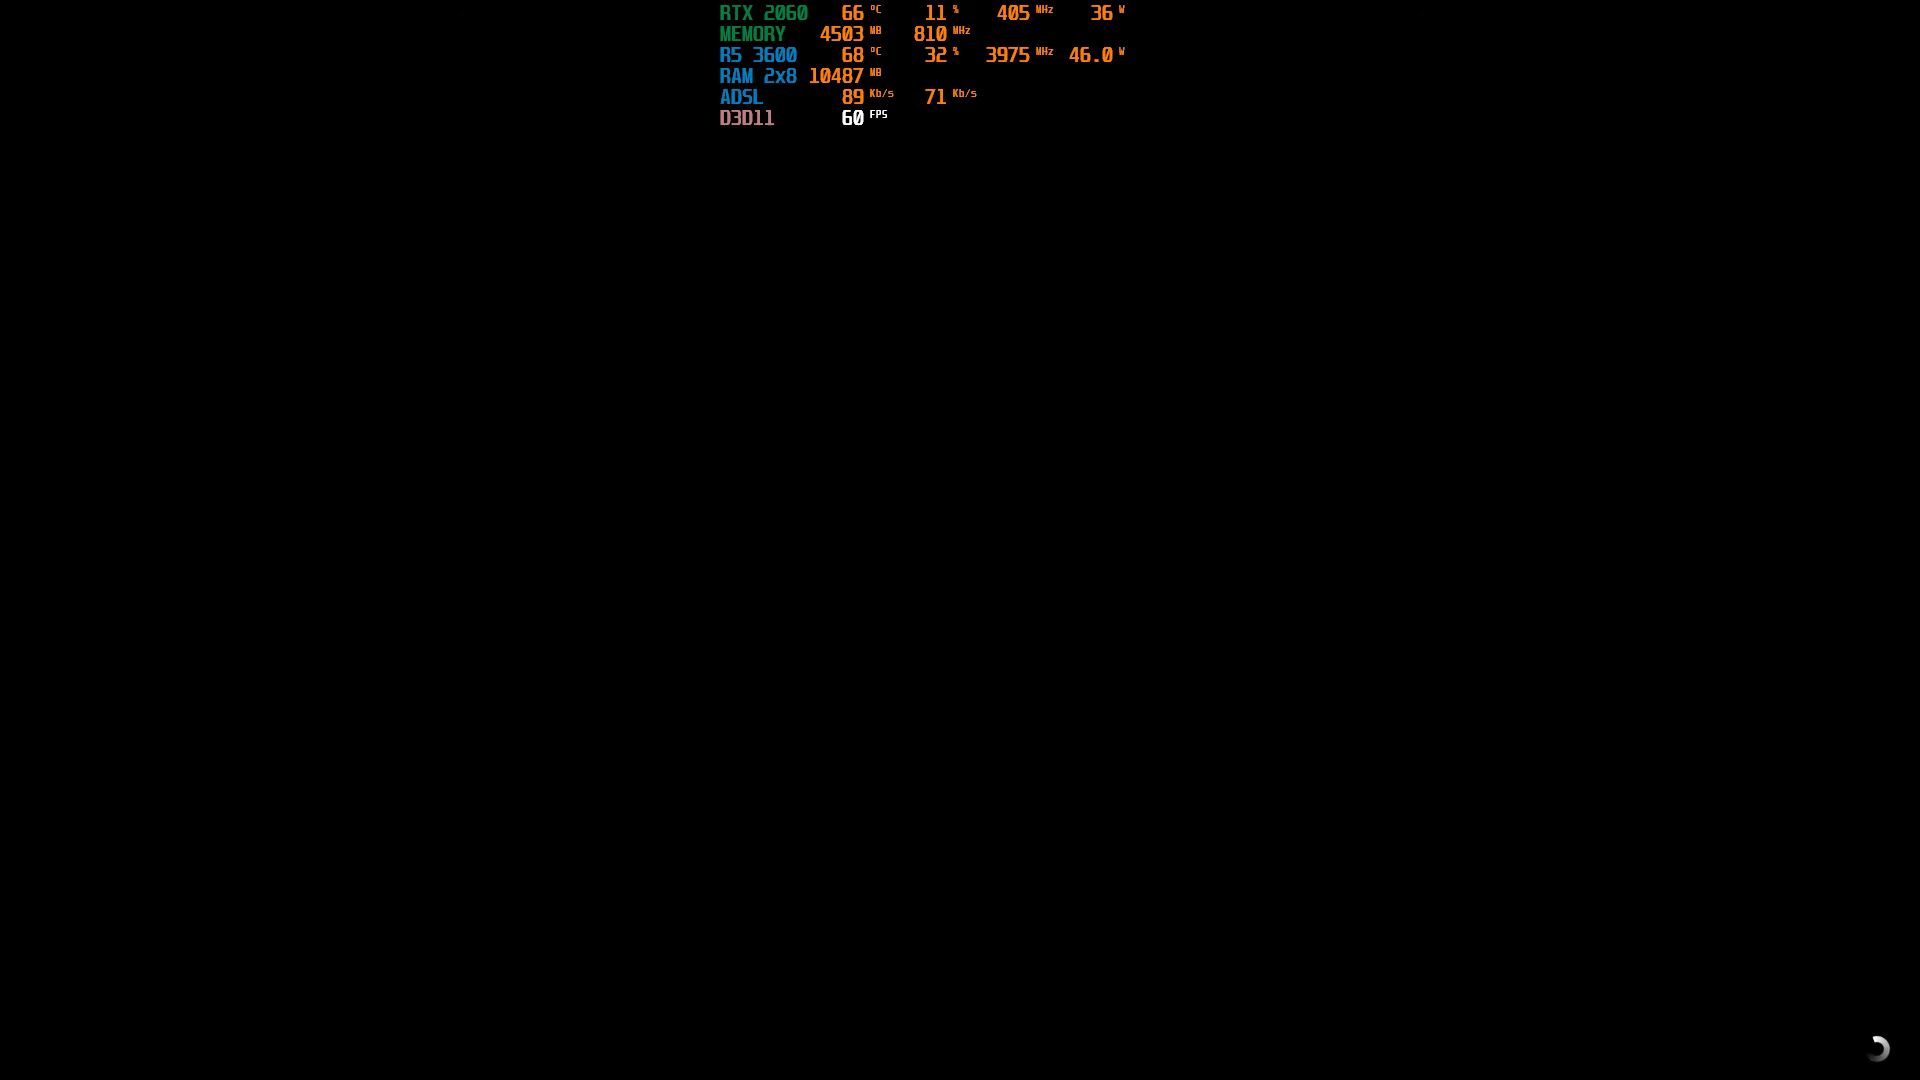 RTX 2060 66 °C 11 % 405 MHz 36 W
MEMORY 4503 MB 810 MHz
R5 3600 68 °C 32 % 3975 MHz 46.0 W
RAM 2x8 10487 MB
ADSL 89 Kb/s 71 Kb/s
D3D11 60 FPS